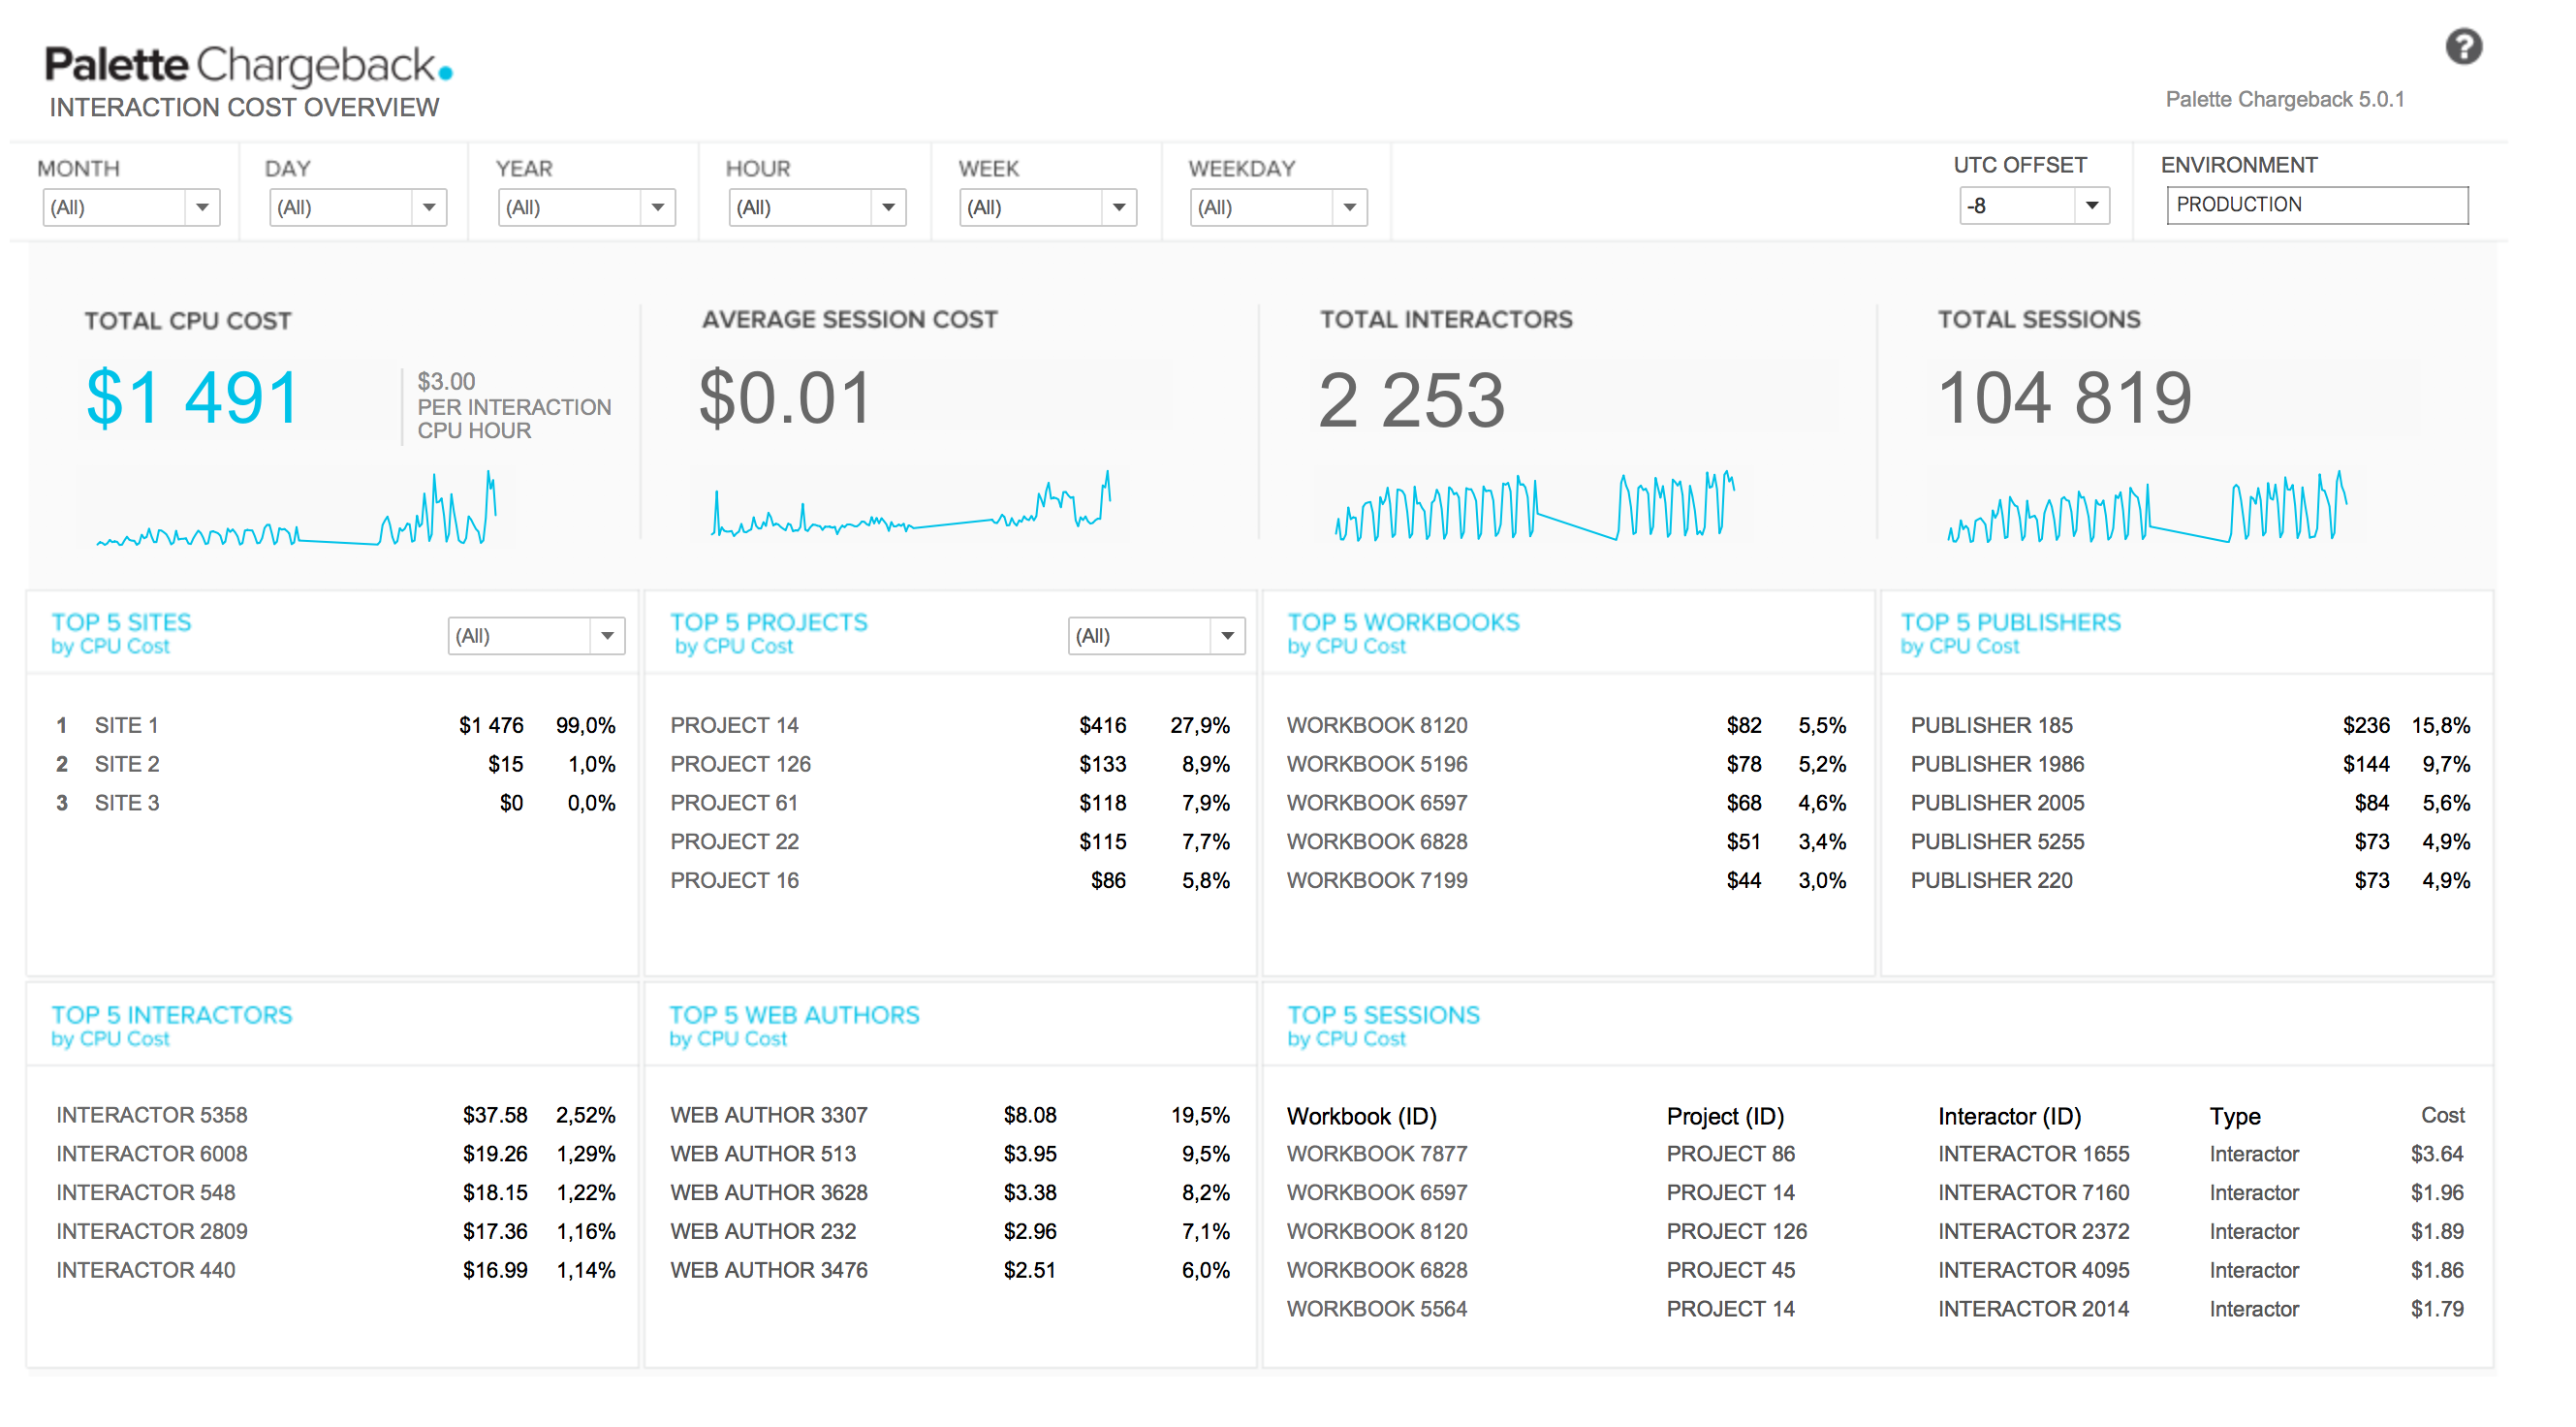 Palette Chargeback.
INTERACTION COST OVERVIEW
?
Palette Chargeback 5.0.1
MONTH
(All)
DAY
(All)
YEAR
(All)
HOUR
(All)
WEEK
(All)
WEEKDAY
(All)
UTC OFFSET
-8
ENVIRONMENT
PRODUCTION
TOTAL CPU COST
$1 491
$3.00
PER INTERACTION
CPU HOUR
AVERAGE SESSION COST
$0.01
TOTAL INTERACTORS
2 253
TOTAL SESSIONS
104 819
TOP 5 SITES
by CPU Cost
(All)
1 SITE 1 $1 476 99,0%
2 SITE 2 $15 1,0%
3 SITE 3 $0 0,0%
TOP 5 PROJECTS
by CPU Cost
(All)
PROJECT 14 $416 27,9%
PROJECT 126 $133 8,9%
PROJECT 61 $118 7,9%
PROJECT 22 $115 7,7%
PROJECT 16 $86 5,8%
TOP 5 WORKBOOKS
by CPU Cost
WORKBOOK 8120 $82 5,5%
WORKBOOK 5196 $78 5,2%
WORKBOOK 6597 $68 4,6%
WORKBOOK 6828 $51 3,4%
WORKBOOK 7199 $44 3,0%
TOP 5 PUBLISHERS
by CPU Cost
PUBLISHER 185 $236 15,8%
PUBLISHER 1986 $144 9,7%
PUBLISHER 2005 $84 5,6%
PUBLISHER 5255 $73 4,9%
PUBLISHER 220 $73 4,9%
TOP 5 INTERACTORS
by CPU Cost
INTERACTOR 5358 $37.58 2,52%
INTERACTOR 6008 $19.26 1,29%
INTERACTOR 548 $18.15 1,22%
INTERACTOR 2809 $17.36 1,16%
INTERACTOR 440 $16.99 1,14%
TOP 5 WEB AUTHORS
by CPU Cost
WEB AUTHOR 3307 $8.08 19,5%
WEB AUTHOR 513 $3.95 9,5%
WEB AUTHOR 3628 $3.38 8,2%
WEB AUTHOR 232 $2.96 7,1%
WEB AUTHOR 3476 $2.51 6,0%
TOP 5 SESSIONS
by CPU Cost
Workbook (ID) Project (ID) Interactor (ID) Type Cost
WORKBOOK 7877 PROJECT 86 INTERACTOR 1655 Interactor $3.64
WORKBOOK 6597 PROJECT 14 INTERACTOR 7160 Interactor $1.96
WORKBOOK 8120 PROJECT 126 INTERACTOR 2372 Interactor $1.89
WORKBOOK 6828 PROJECT 45 INTERACTOR 4095 Interactor $1.86
WORKBOOK 5564 PROJECT 14 INTERACTOR 2014 Interactor $1.79